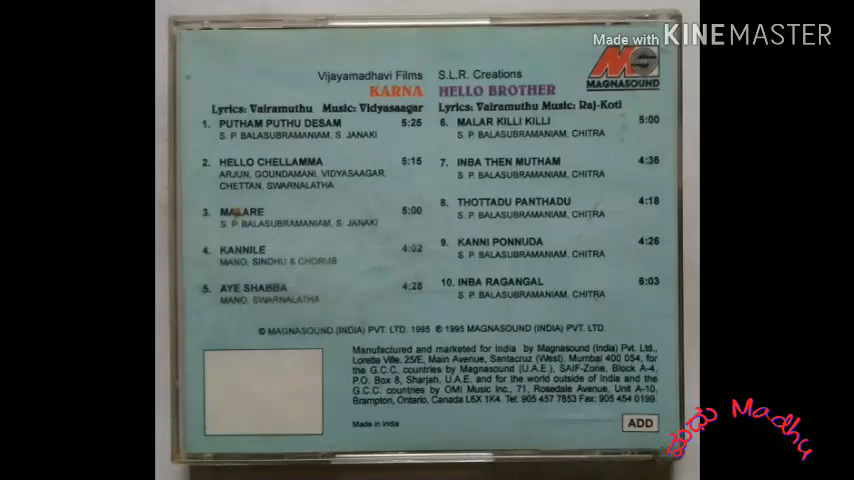 Made with KINEMASTER
MAGNASOUND
Vijayamadhavi Films
KARNA
Lyrics: Vairamuthu Music: Vidyasaagar
1. PUTHAM PUTHU DESAM 5:25
S. P. BALASUBRAMANIAM, S. JANAKI
2. HELLO CHELLAMMA 5:15
ARJUN, GOUNDAMANI, VIDYASAAGAR,
CHETTAN, SWARNALATHA
3. MALARE 5:00
S. P. BALASUBRAMANIAM, S. JANAKI
4. KANNILE 4:02
MANO, SINDHU & CHORUS
5. AYE SHABBA 4:25
MANO, SWARNALATHA
S.L.R. Creations
HELLO BROTHER
Lyrics: Vairamuthu Music: Raj-Koti
6. MALAR KILLI KILLI 5:00
S. P. BALASUBRAMANIAM, CHITRA
7. INBA THEN MUTHAM 4:36
S. P. BALASUBRAMANIAM, CHITRA
8. THOTTADU PANTHADU 4:18
S. P. BALASUBRAMANIAM, CHITRA
9. KANNI PONNUDA 4:26
S. P. BALASUBRAMANIAM, CHITRA
10. INBA RAGANGAL 6:03
S. P. BALASUBRAMANIAM, CHITRA
© MAGNASOUND (INDIA) PVT. LTD. 1995 ℗ 1995 MAGNASOUND (INDIA) PVT. LTD.
Manufactured and marketed for India by Magnasound (India) Pvt. Ltd.,
Lorette Ville, 25/E, Main Avenue, Santacruz (West), Mumbai 400 054, for
the G.C.C. countries by Magnasound (U.A.E.), SAIF-Zone, Block A-4,
P.O. Box 8, Sharjah, U.A.E. and for the world outside of India and the
G.C.C. countries by OMI Music Inc., 71, Rosedale Avenue, Unit A-10,
Brampton, Ontario, Canada L6X 1K4. Tel: 905 457 7853 Fax: 905 454 0199.
Made in India
ADD
Madhu